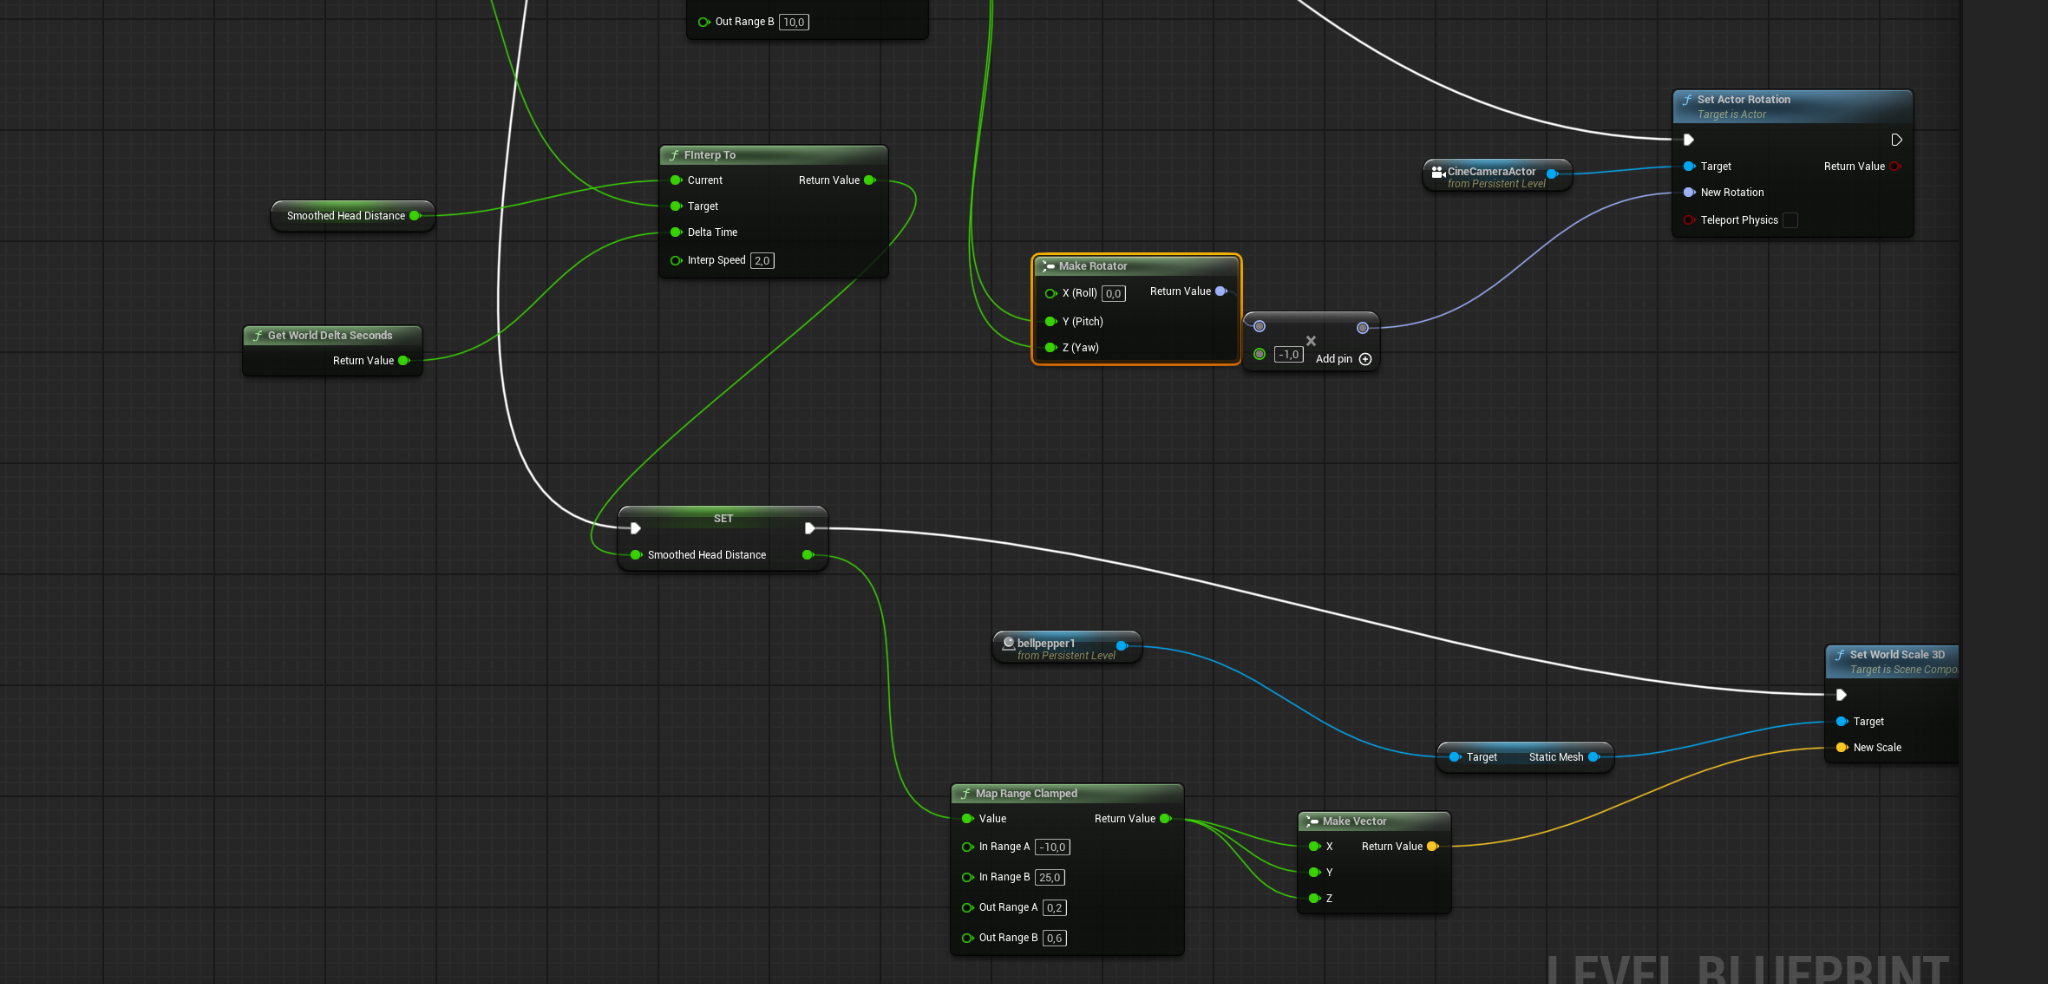 Out Range B 10,0
Set Actor Rotation
Target is Actor
FInterp To
Current Return Value
Target
Delta Time
Interp Speed 2,0
Smoothed Head Distance
CineCameraActor
from Persistent Level
Target Return Value
New Rotation
Teleport Physics
Make Rotator
X (Roll) 0,0 Return Value
Y (Pitch)
Z (Yaw)
-1,0 Add pin
Get World Delta Seconds
Return Value
SET
Smoothed Head Distance
bellpepper1
from Persistent Level
Set World Scale 3D
Target is Scene Compo
Target
New Scale
Target Static Mesh
Map Range Clamped
Value Return Value
In Range A -10,0
In Range B 25,0
Out Range A 0,2
Out Range B 0,6
Make Vector
X Return Value
Y
Z
LEVEL BLUEPRINT